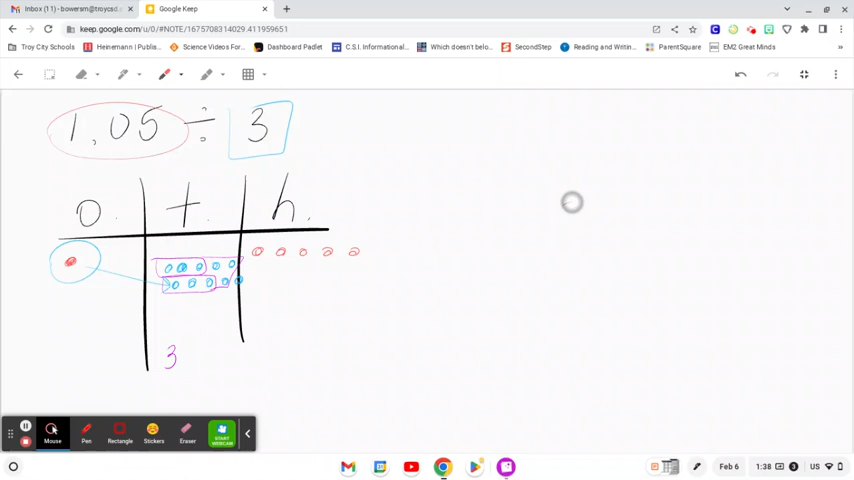 Inbox (11) - bowersm@troycsd.o
Google Keep
keep.google.com/u/0/#NOTE/1675708314029.411959651
Troy City Schools
Heinemann | Publis...
Science Video For...
Dashboard Padlet
C.S.I. Informational...
Which doesn't belo...
SecondStep
Reading and Writin...
ParentSquare
EM2 Great Minds
1.05 ÷ 3
o. t. h.
3
Mouse
Pen
Rectangle
Stickers
Eraser
START WEBCAM
Feb 6
1:38
3
US